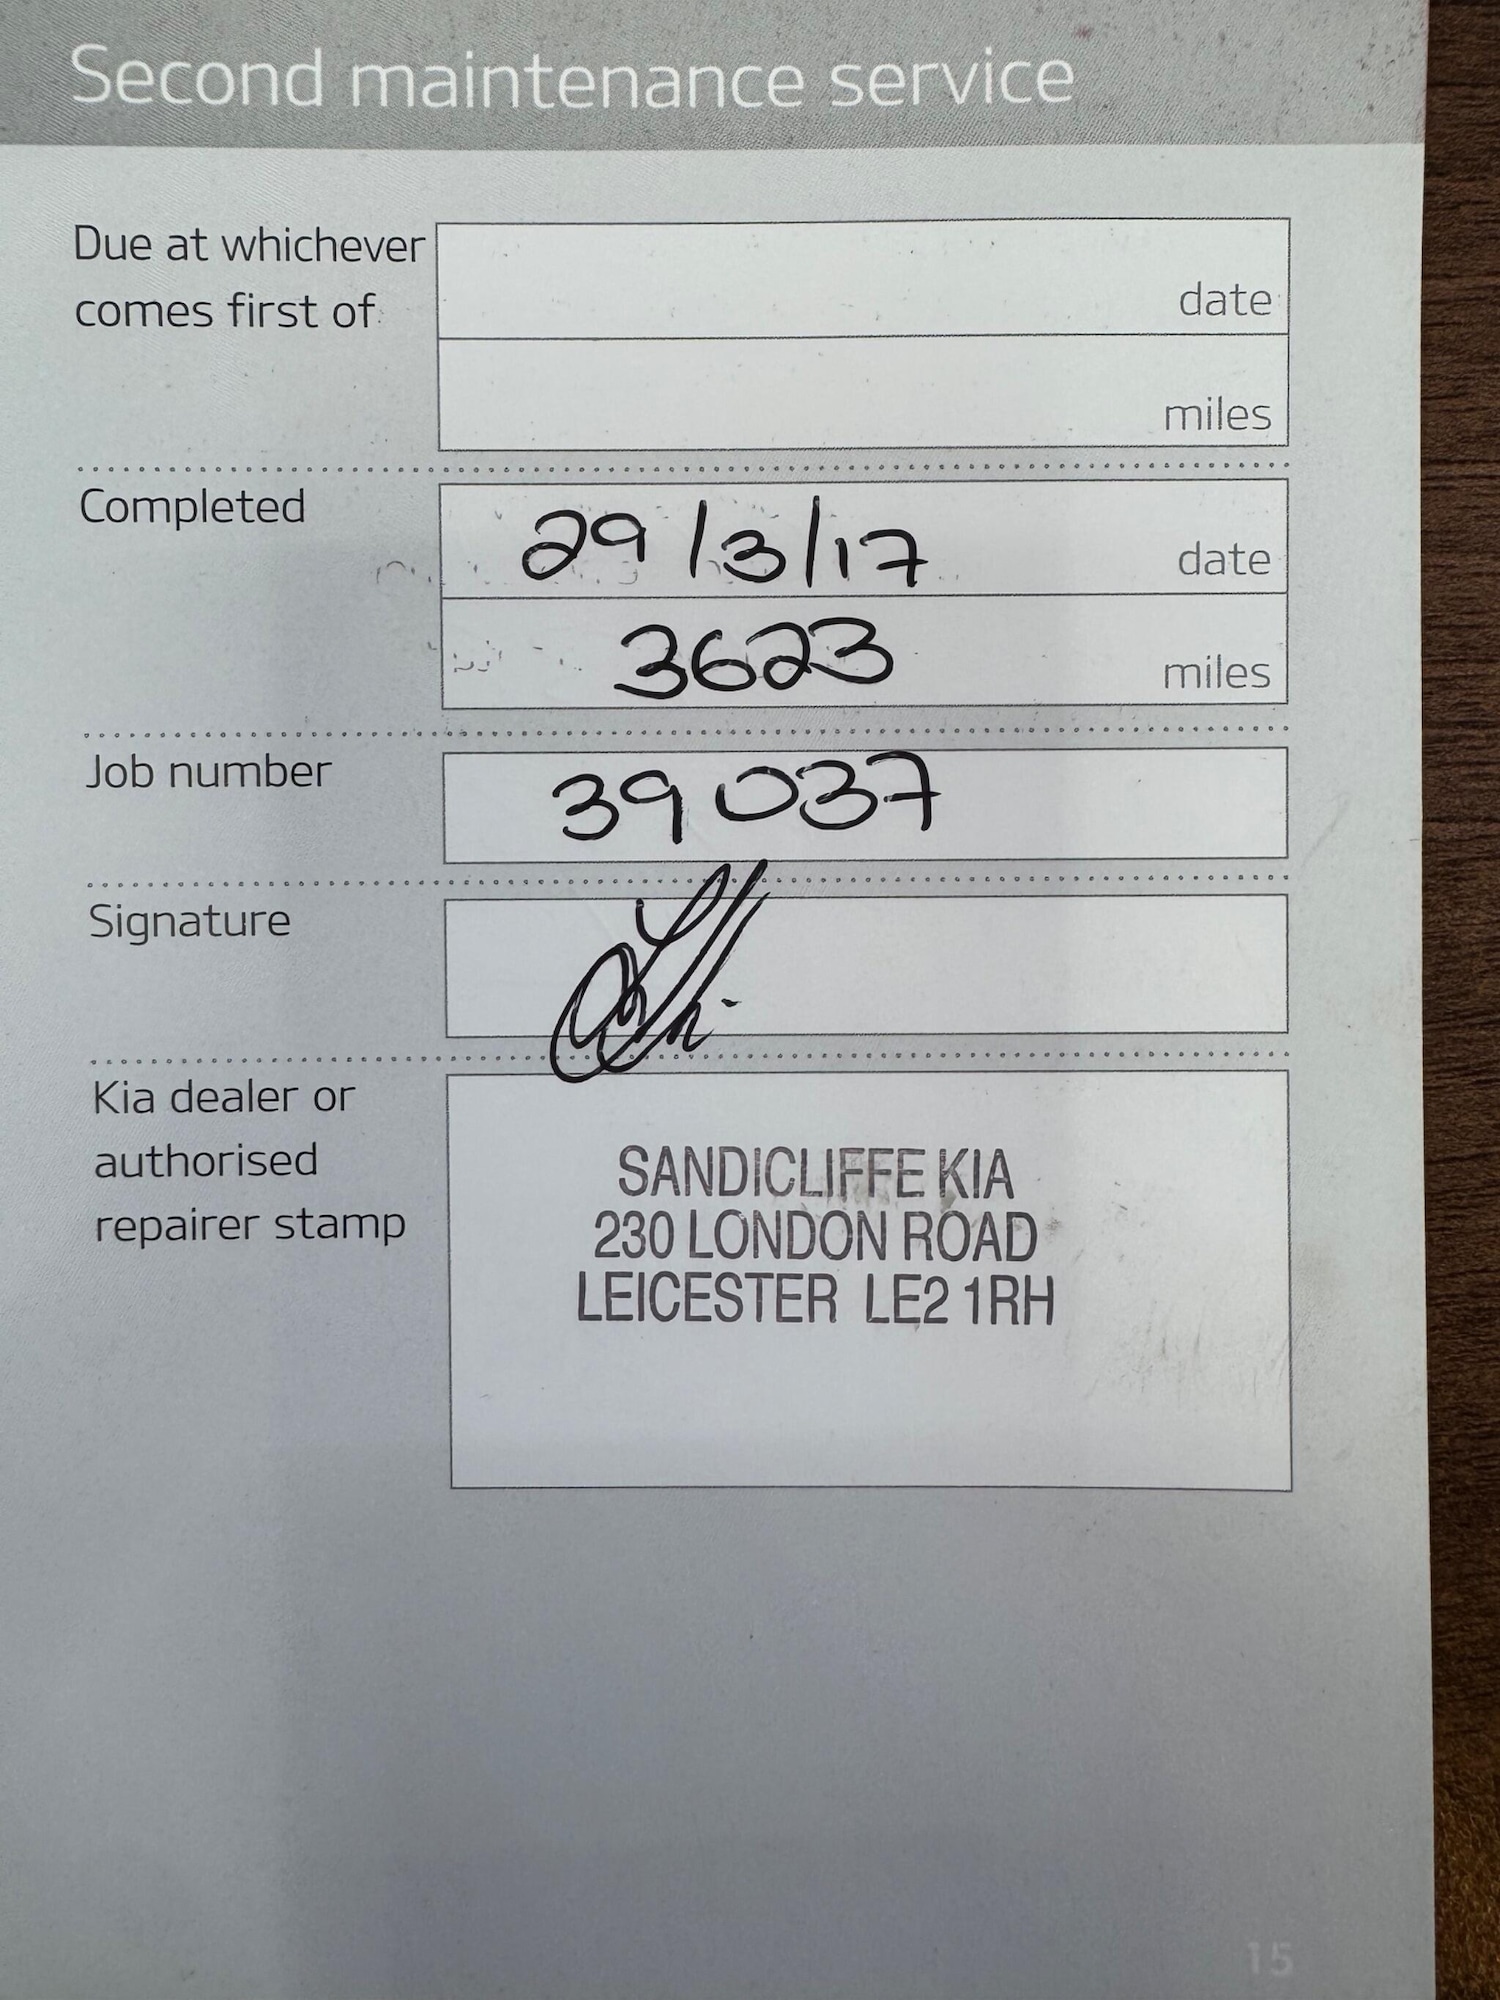 Second maintenance service
Due at whichever
comes first of
date
miles
Completed
29/3/17 date
3623 miles
Job number
39037
Signature
Kia dealer or
authorised
repairer stamp
SANDICLIFFE KIA
230 LONDON ROAD
LEICESTER LE2 1RH
15